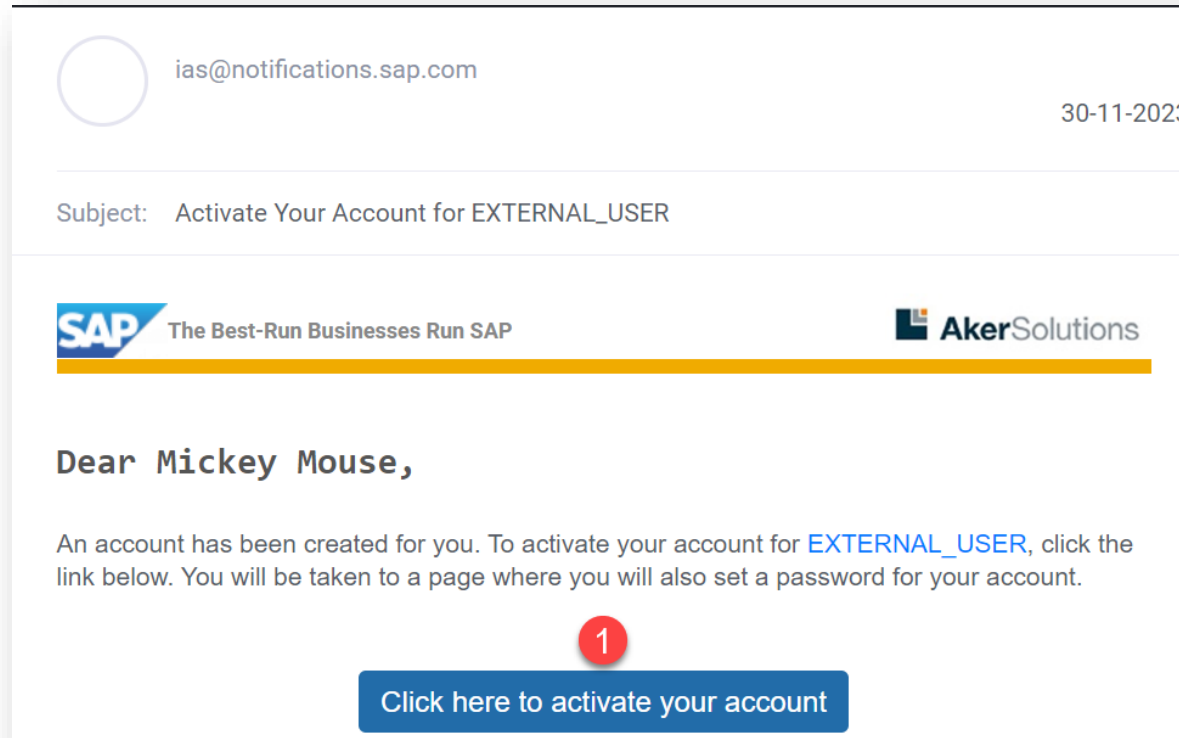 ias@notifications.sap.com
30-11-2023
Subject: Activate Your Account for EXTERNAL_USER
SAP The Best-Run Businesses Run SAP AkerSolutions
Dear Mickey Mouse,
An account has been created for you. To activate your account for EXTERNAL_USER, click the
link below. You will be taken to a page where you will also set a password for your account.
1
Click here to activate your account